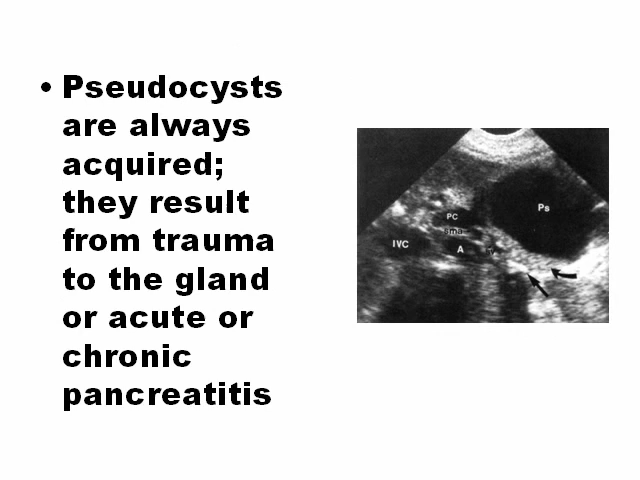 • Pseudocysts
are always
acquired;
they result
from trauma
to the gland
or acute or
chronic
pancreatitis
Ps
PC
sma
IVC
A